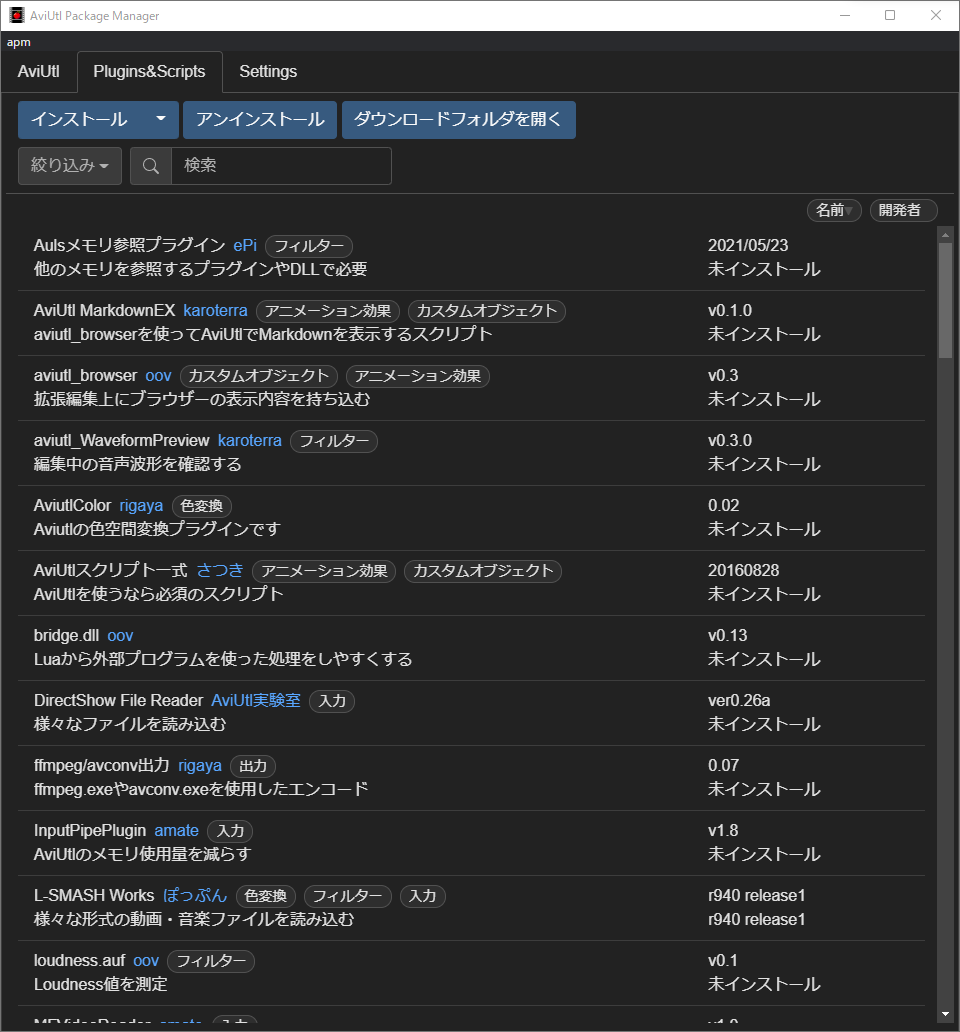 AviUtl Package Manager
apm
AviUtl Plugins&Scripts Settings
インストール アンインストール ダウンロードフォルダを開く
絞り込み 検索
名前▼ 開発者
Aulsメモリ参照プラグイン ePi フィルター 2021/05/23
他のメモリを参照するプラグインやDLLで必要 未インストール
AviUtl MarkdownEX karoterra アニメーション効果 カスタムオブジェクト v0.1.0
aviutl_browserを使ってAviUtlでMarkdownを表示するスクリプト 未インストール
aviutl_browser oov カスタムオブジェクト アニメーション効果 v0.3
拡張編集上にブラウザーの表示内容を持ち込む 未インストール
aviutl_WaveformPreview karoterra フィルター v0.3.0
編集中の音声波形を確認する 未インストール
AviutlColor rigaya 色変換 0.02
Aviutlの色空間変換プラグインです 未インストール
AviUtlスクリプト一式 さつき アニメーション効果 カスタムオブジェクト 20160828
AviUtlを使うなら必須のスクリプト 未インストール
bridge.dll oov v0.13
Luaから外部プログラムを使った処理をしやすくする 未インストール
DirectShow File Reader AviUtl実験室 入力 ver0.26a
様々なファイルを読み込む 未インストール
ffmpeg/avconv出力 rigaya 出力 0.07
ffmpeg.exeやavconv.exeを使用したエンコード 未インストール
InputPipePlugin amate 入力 v1.8
AviUtlのメモリ使用量を減らす 未インストール
L-SMASH Works ぽっぷん 色変換 フィルター 入力 r940 release1
様々な形式の動画・音楽ファイルを読み込む r940 release1
loudness.auf oov フィルター v0.1
Loudness値を測定 未インストール